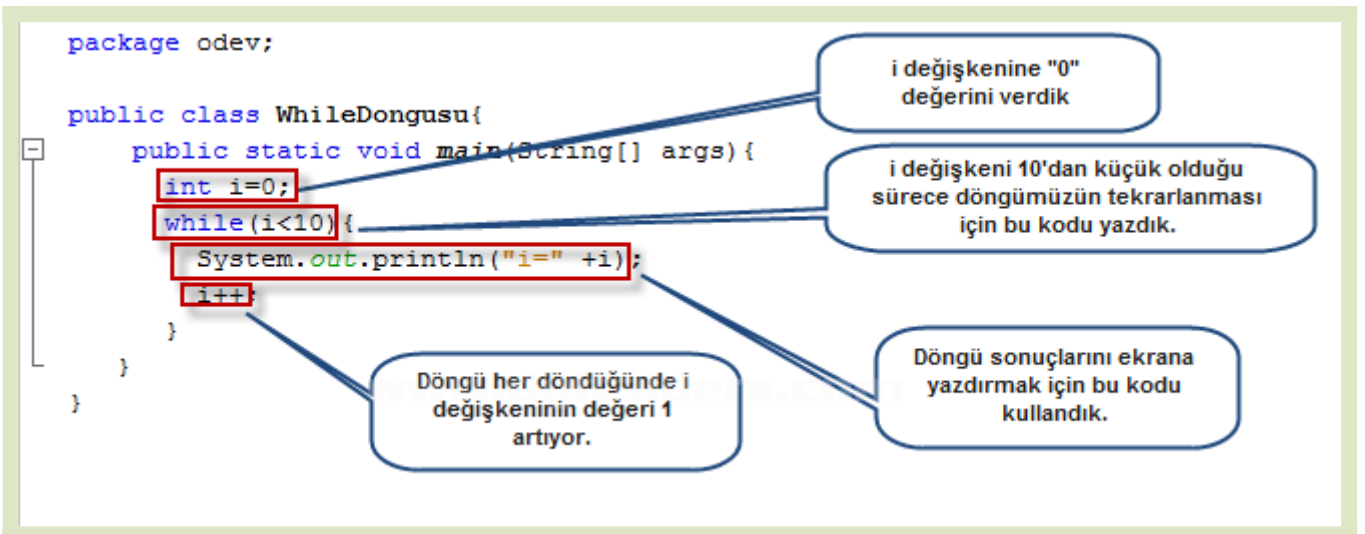 package odev;
public class WhileDongusu{
public static void main(String[] args){
int i=0;
while(i<10){
System.out.println("i=" +i);
i++;
}
}
}
i değişkenine "0"
değerini verdik
i değişkeni 10'dan küçük olduğu
sürece döngümüzün tekrarlanması
için bu kodu yazdık.
Döngü sonuçlarını ekrana
yazdırmak için bu kodu
kullandık.
Döngü her döndüğünde i
değişkeninin değeri 1
artıyor.